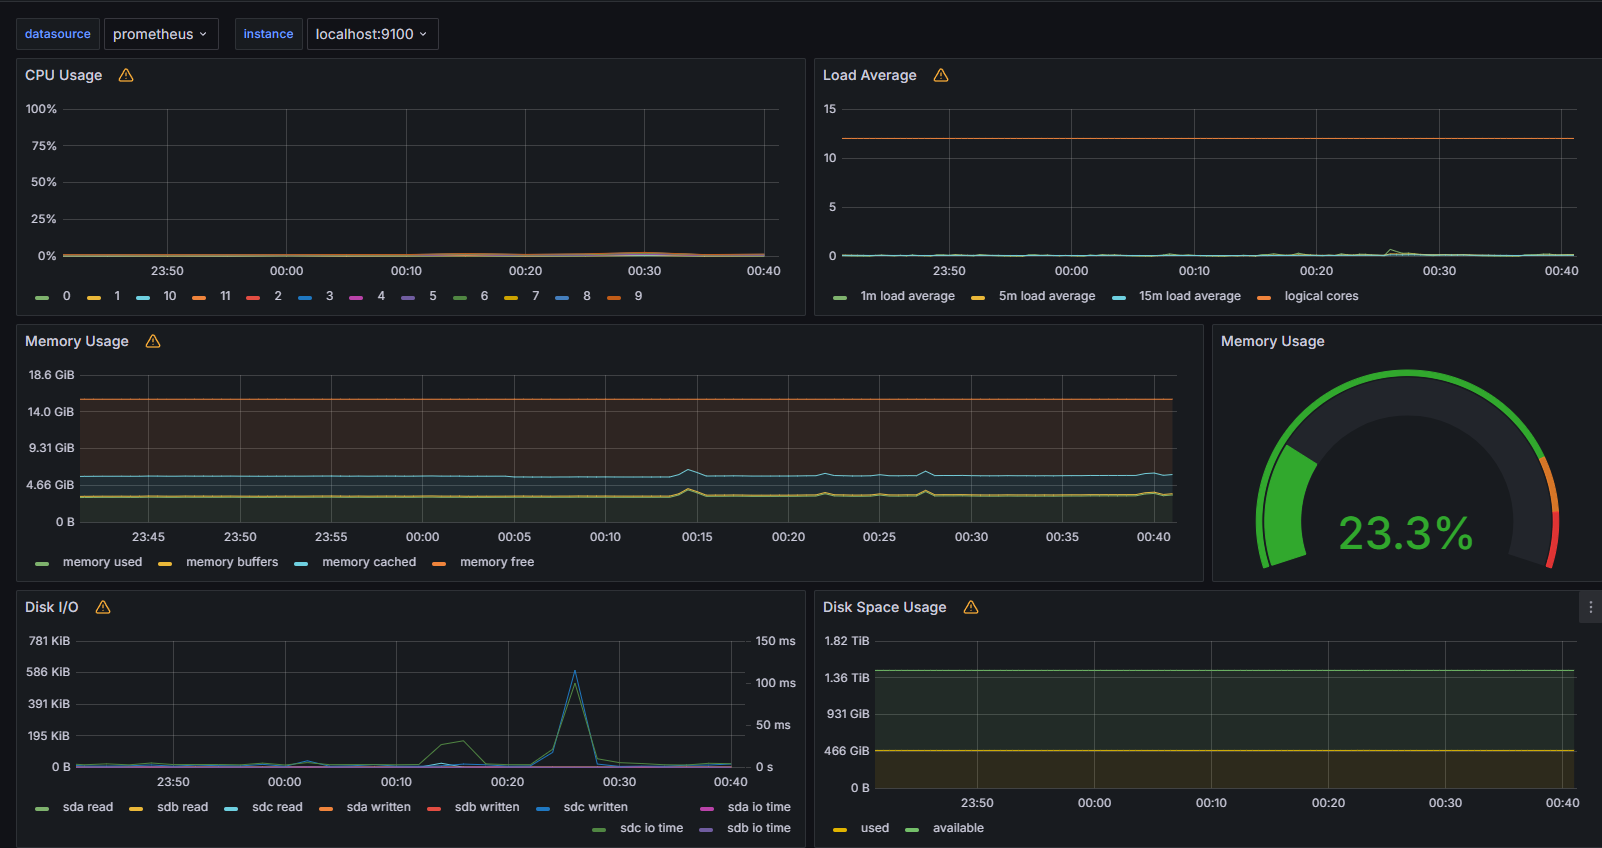 datasource prometheus instance localhost:9100
CPU Usage
100%
75%
50%
25%
0%
23:50 00:00 00:10 00:20 00:30 00:40
0 1 10 11 2 3 4 5 6 7 8 9
Load Average
15
10
5
0
23:50 00:00 00:10 00:20 00:30 00:40
1m load average 5m load average 15m load average logical cores
Memory Usage
18.6 GiB
14.0 GiB
9.31 GiB
4.66 GiB
0 B
23:45 23:50 23:55 00:00 00:05 00:10 00:15 00:20 00:25 00:30 00:35 00:40
memory used memory buffers memory cached memory free
Memory Usage
23.3%
Disk I/O
781 KiB 150 ms
586 KiB 100 ms
391 KiB 50 ms
195 KiB
0 B 0 s
23:50 00:00 00:10 00:20 00:30 00:40
sda read sdb read sdc read sda written sdb written sdc written sda io time
sdc io time sdb io time
Disk Space Usage
1.82 TiB
1.36 TiB
931 GiB
466 GiB
0 B
23:50 00:00 00:10 00:20 00:30 00:40
used available